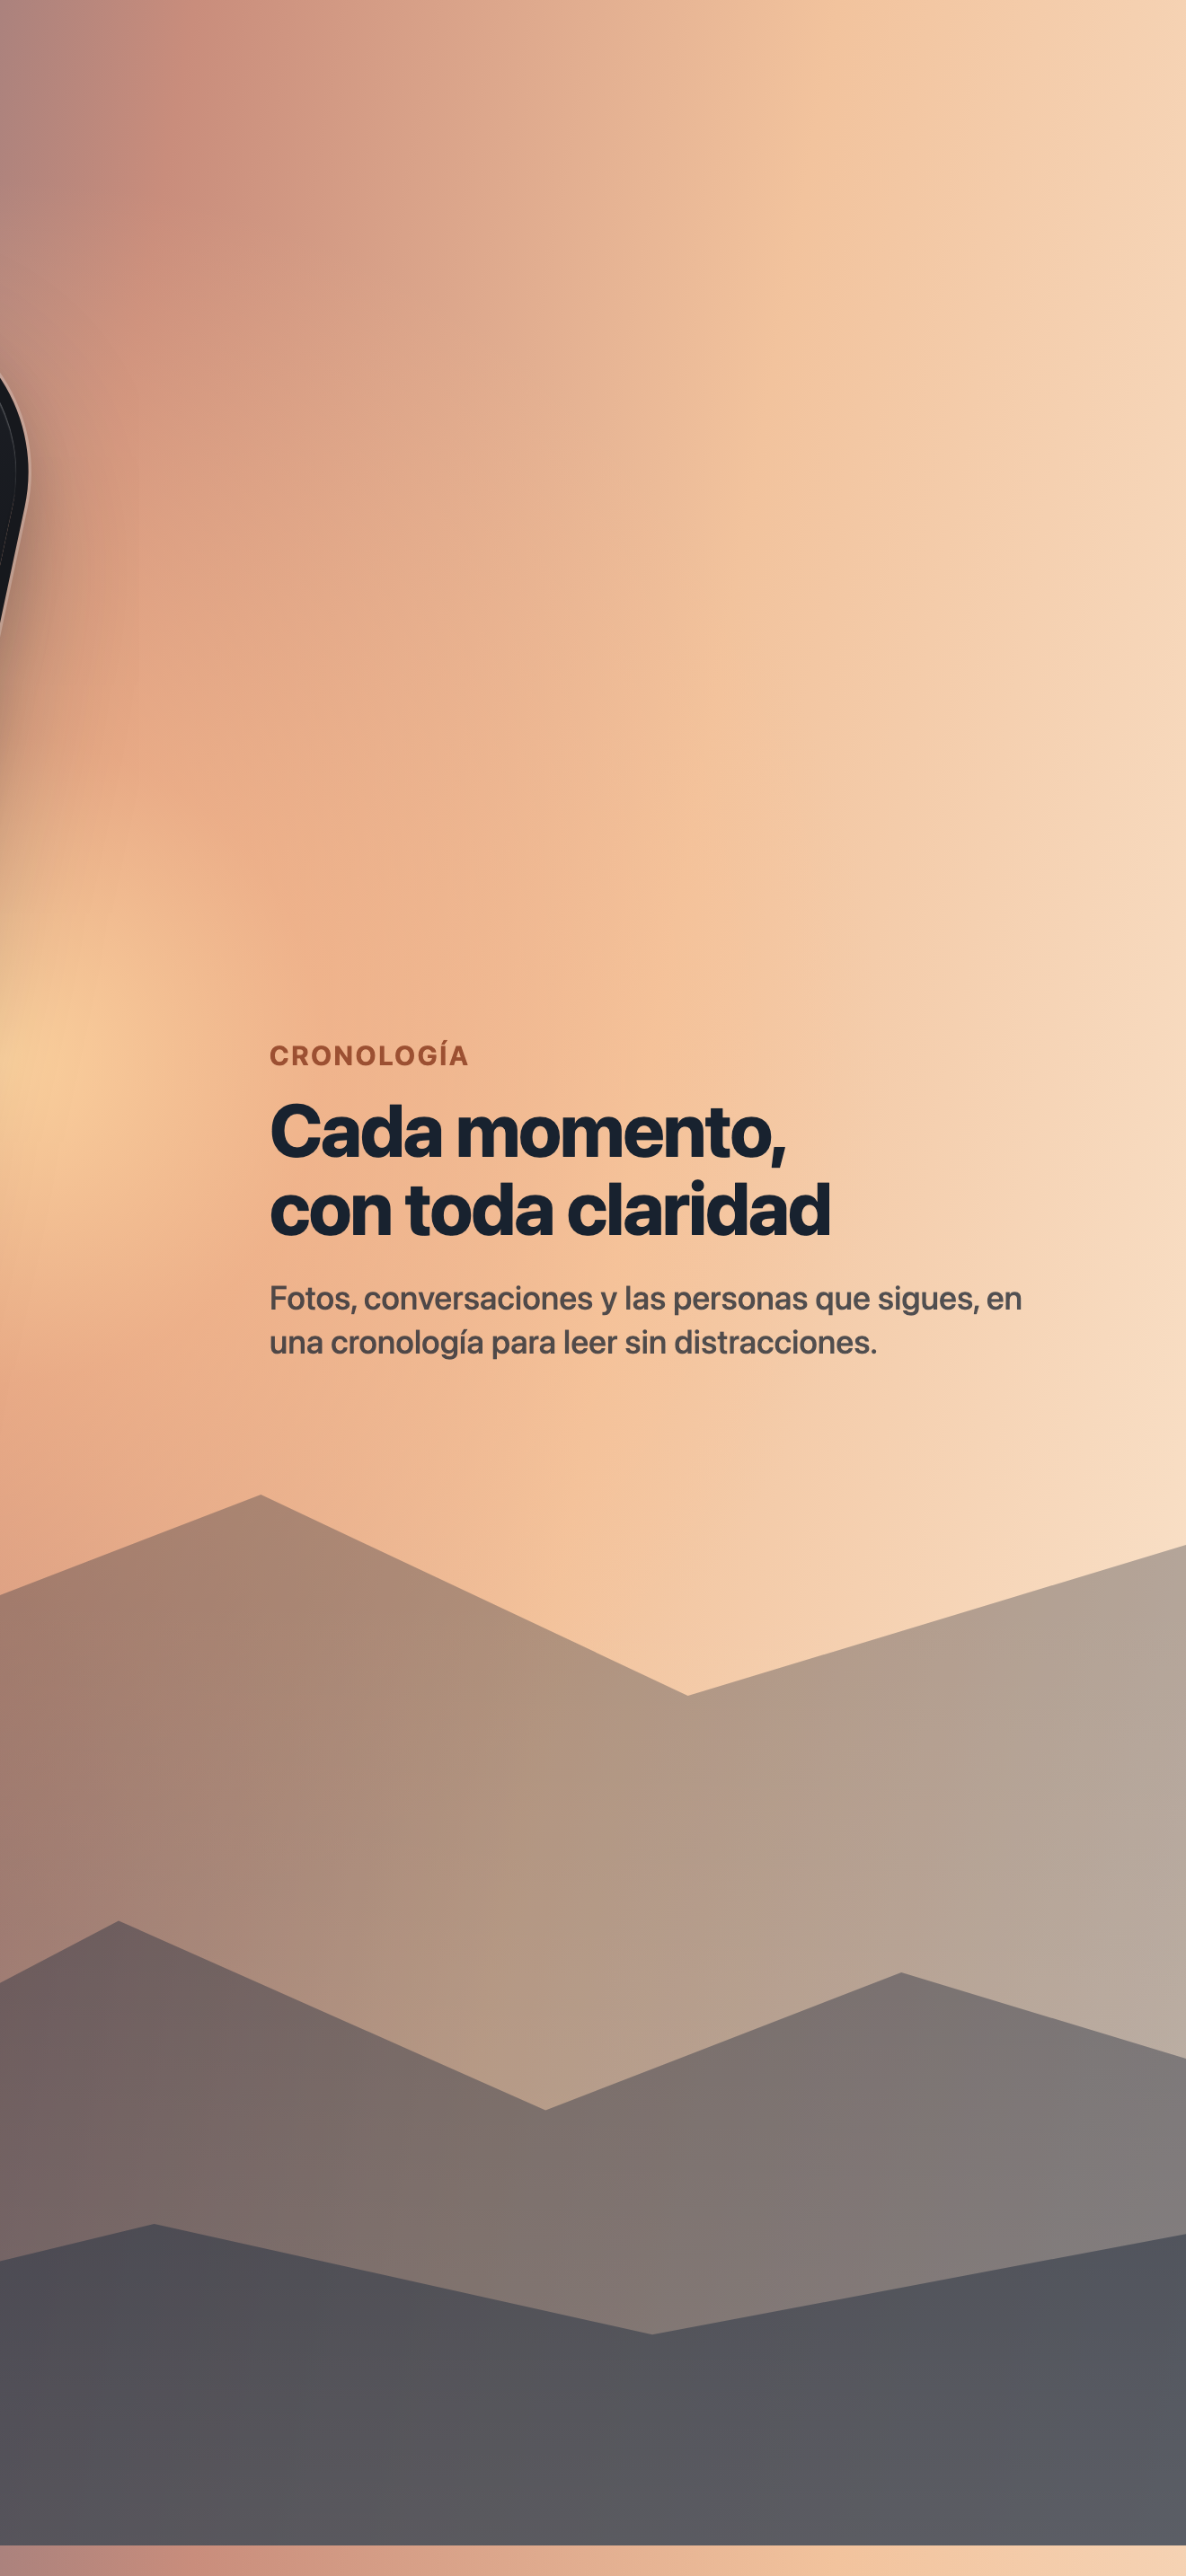 CRONOLOGÍA
Cada momento,
con toda claridad
Fotos, conversaciones y las personas que sigues, en
una cronología para leer sin distracciones.